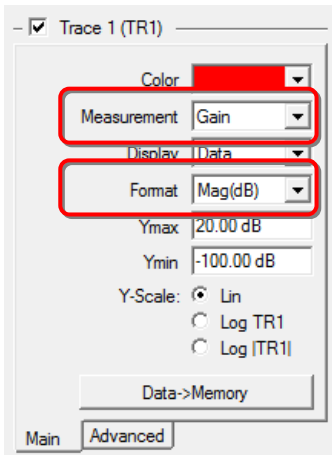 Trace 1 (TR1)
Color
Measurement Gain
Display Data
Format Mag(dB)
Ymax 20.00 dB
Ymin -100.00 dB
Y-Scale: Lin
Log TR1
Log |TR1|
Data->Memory
Main Advanced